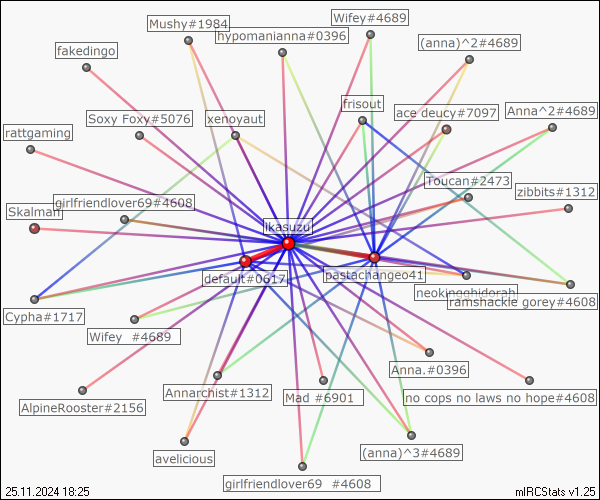 Mushy#1984
Wifey#4689
hypomanianna#0396
(anna)^2#4689
fakedingo
frisout
ace deucy#7097
Anna^2#4689
Soxy Foxy#5076
xenoyaut
rattgaming
Toucan#2473
zibbits#1312
girlfriendlover69#4608
Skalman
Ikasuzu
default#0617
pastachange041
neokingghidorah
ramshackle gorey#4608
Cypha#1717
Wifey #4689
Anna.#0396
Annarchist#1312
Mad #6901
no cops no laws no hope#4608
AlpineRooster#2156
(anna)^3#4689
avelicious
girlfriendlover69 #4608
25.11.2024 18:25
mIRCStats v1.25